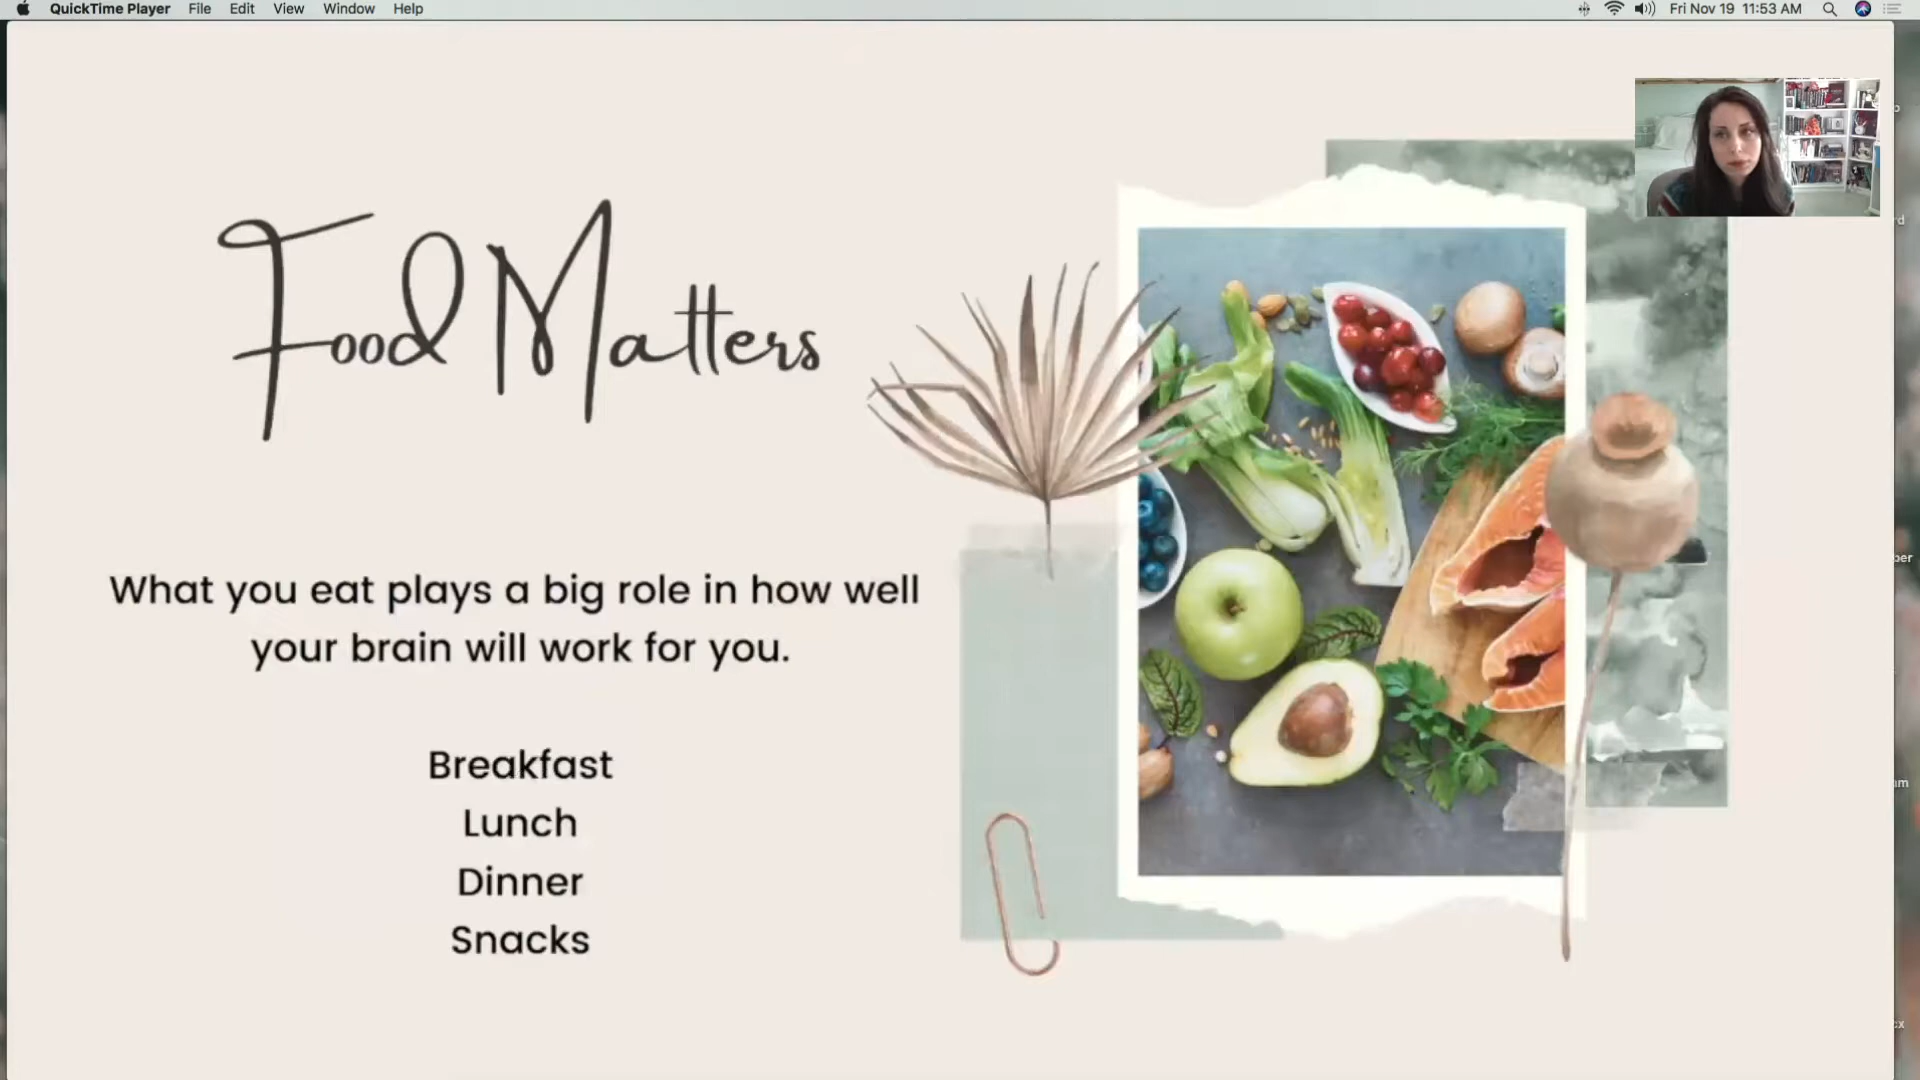 QuickTime Player File Edit View Window Help Fri Nov 19 11:53 AM
Food Matters
What you eat plays a big role in how well
your brain will work for you.
Breakfast
Lunch
Dinner
Snacks